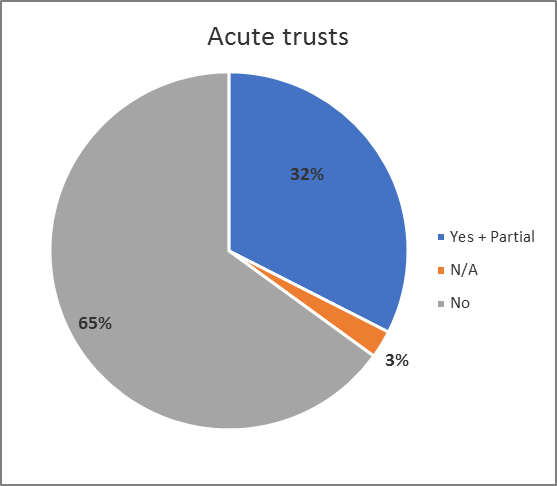 Acute trusts
32%
Yes + Partial
N/A
No
65%
3%